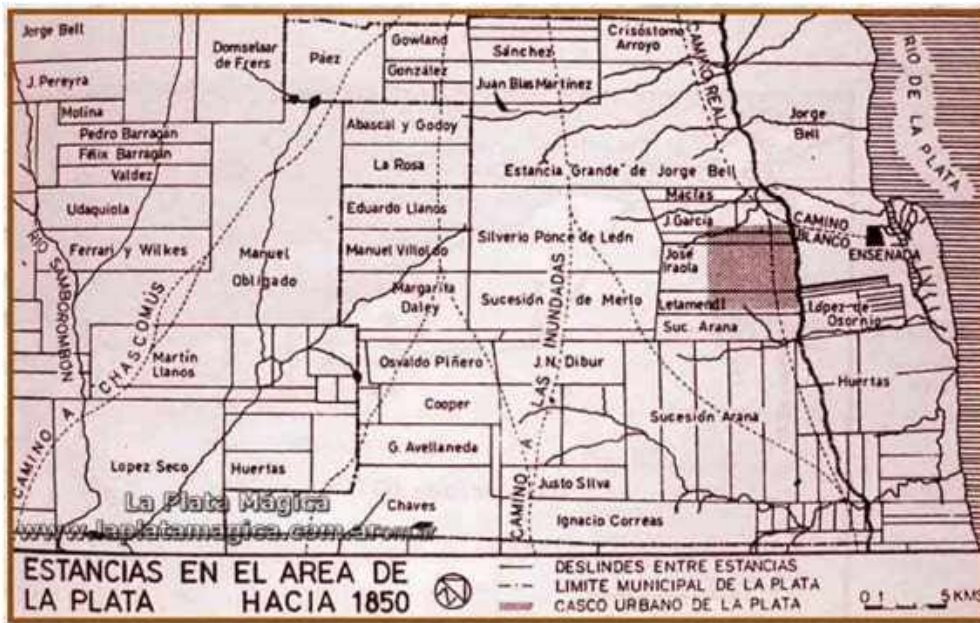 Jorge Bell
Domselaar
de Frers
Páez
Gowland
González
Sánchez
Juan Blas Martínez
Crisóstomo
Arroyo
CAMINO REAL
RIO DE LA PLATA
J. Pereyra
Molina
Pedro Barragán
Félix Barragán
Valdez
Udaquiola
Ferrari y Wilkes
RIO SAMBOROMBON
Manuel
Obligado
Abascal y Godoy
La Rosa
Eduardo Llanos
Manuel Villoldo
Margarita
Daley
Jorge
Bell
Estancia Grande de Jorge Bell
Silverio Ponce de León
Sucesión de Merlo
Macías
J. García
José
Iraola
Letamendi
Suc. Arana
CAMINO
BLANCO
ENSENADA
López de
Osornio
CAMINO A CHASCOMUS
Martín
Llanos
Osvaldo Piñero
J.N. Dibur
Cooper
G. Avellaneda
CAMINO A LAS INUNDADAS
Sucesión Arana
Huertas
Lopez Seco
Huertas
Chaves
Justo Silva
Ignacio Correas
La Plata Mágica
www.laplatamagica.com.ar
ESTANCIAS EN EL AREA DE
LA PLATA HACIA 1850
DESLINDES ENTRE ESTANCIAS
LIMITE MUNICIPAL DE LA PLATA
CASCO URBANO DE LA PLATA
0 1 5 KMS